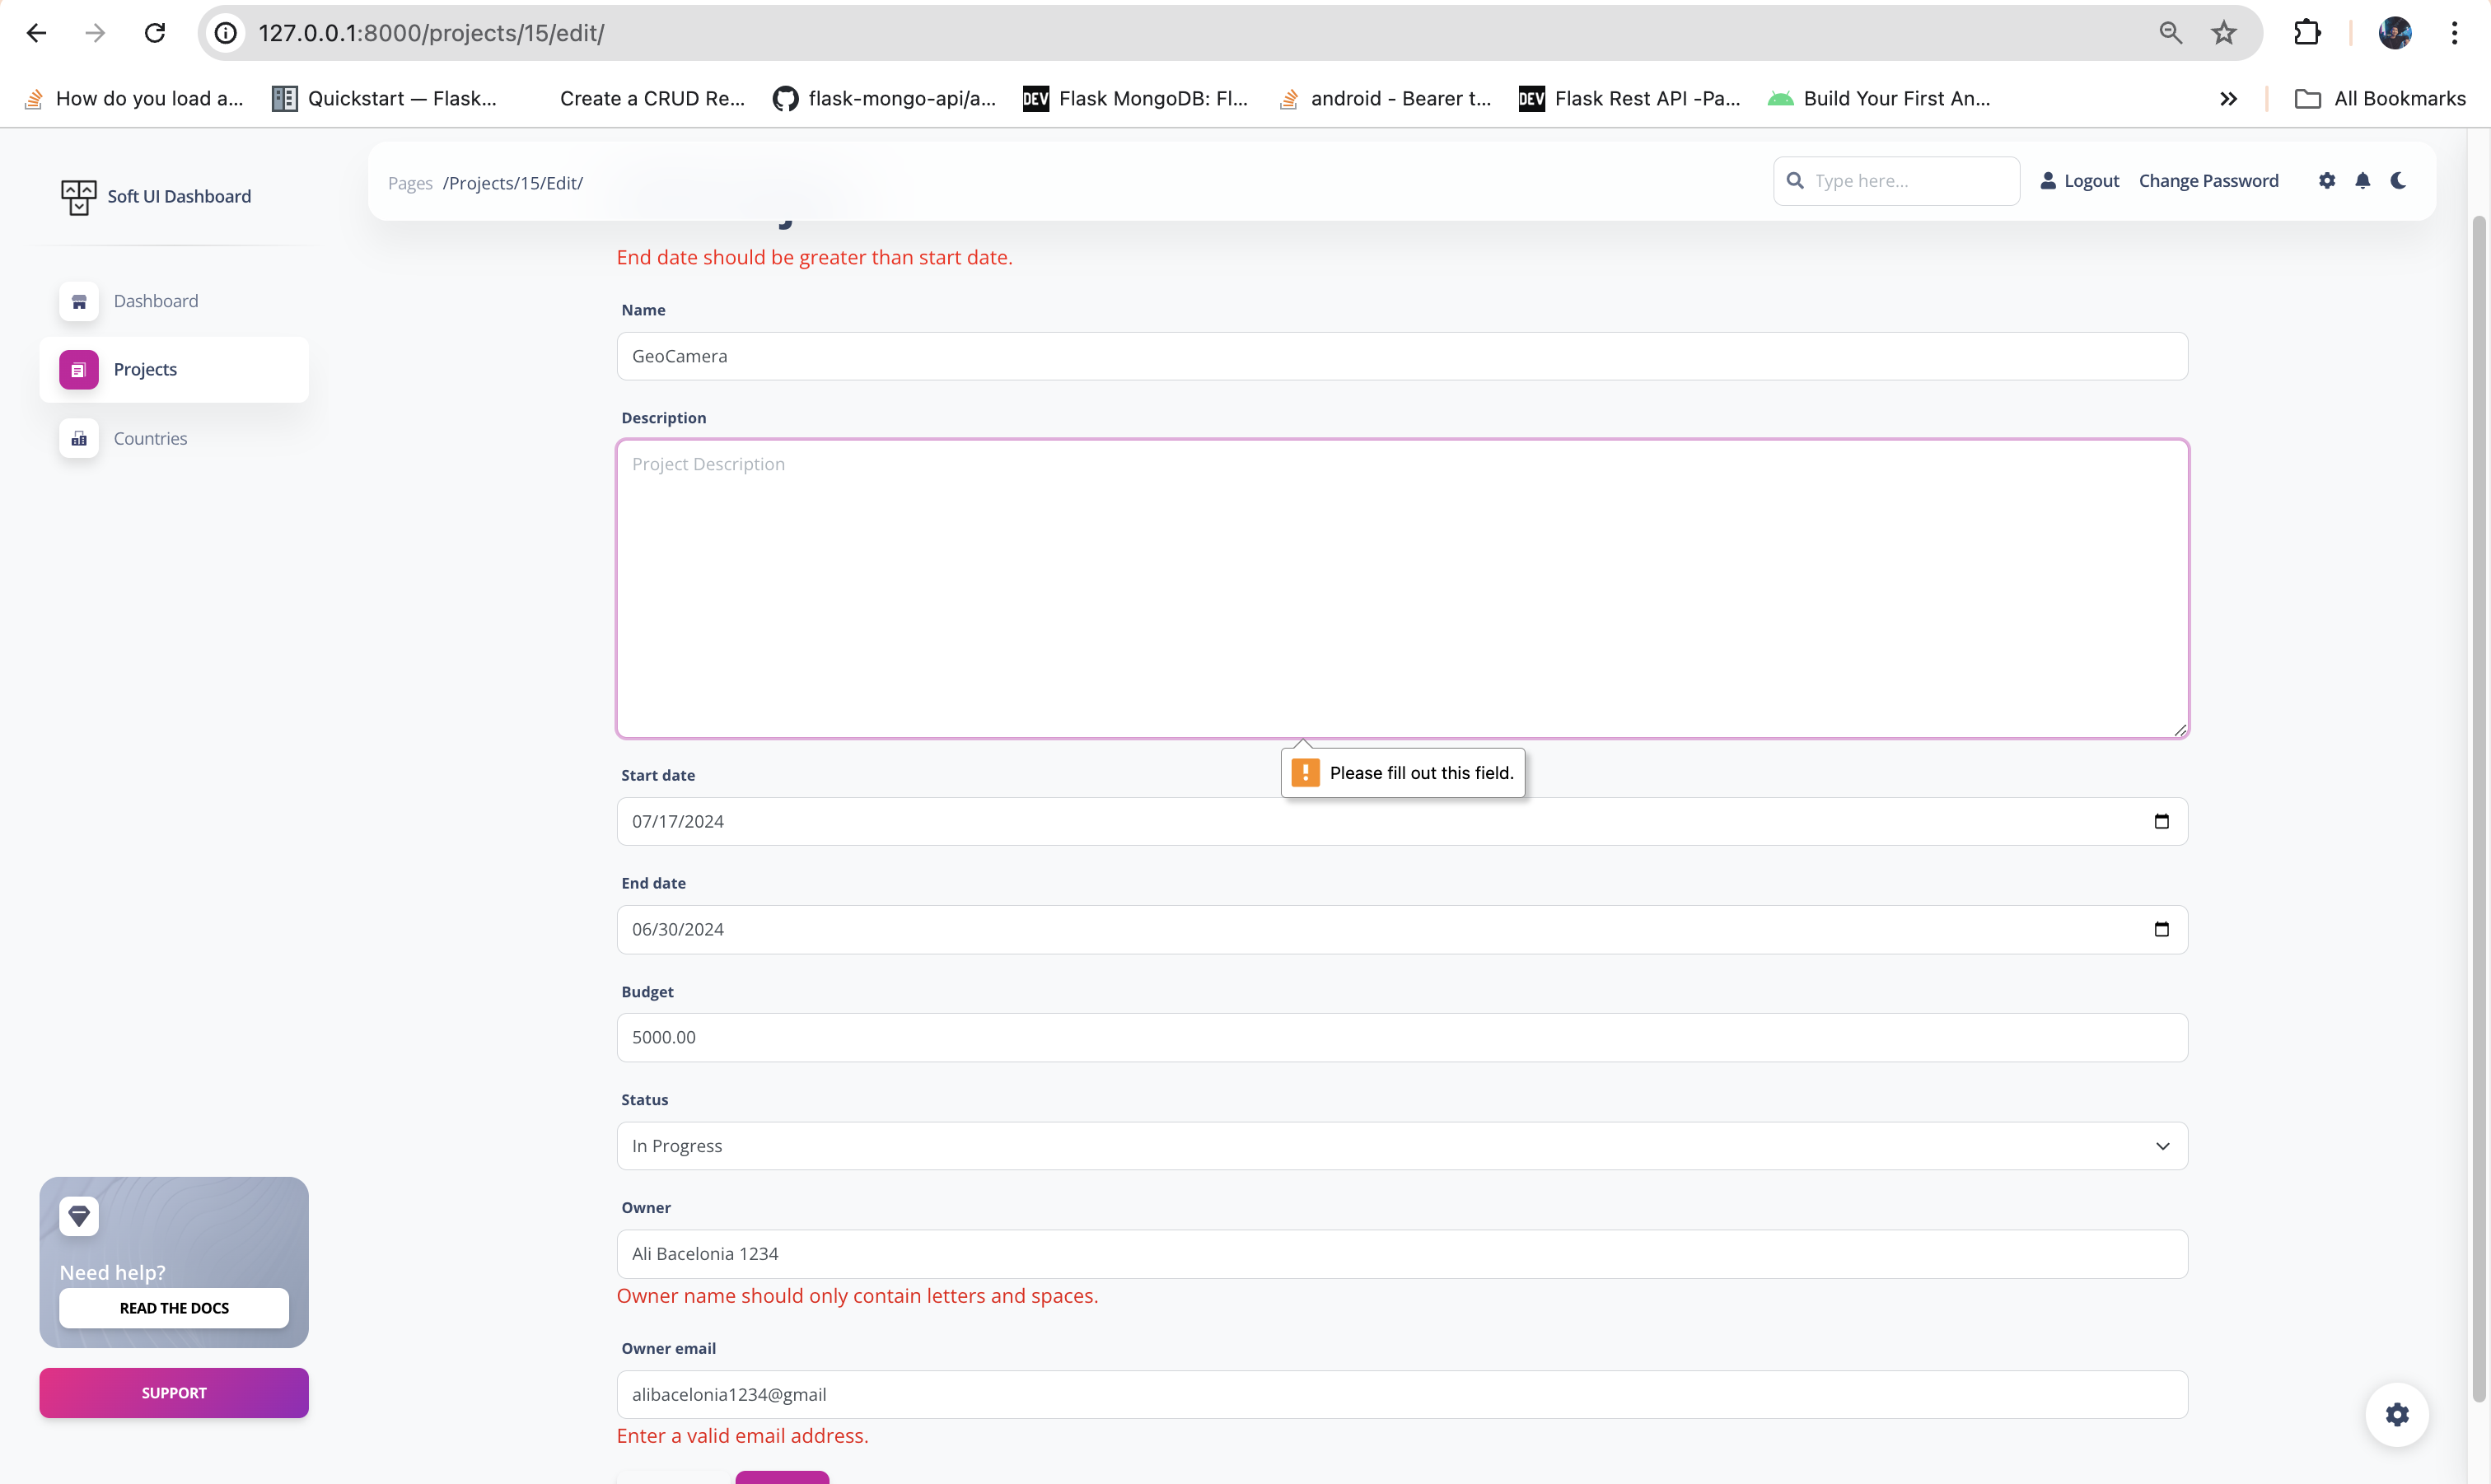 127.0.0.1:8000/projects/15/edit/
How do you load a...
Quickstart — Flask...
Create a CRUD Re...
flask-mongo-api/a...
DEV
Flask MongoDB: Fl...
android - Bearer t...
DEV
Flask Rest API -Pa...
Build Your First An...
All Bookmarks
Soft UI Dashboard
Pages /Projects/15/Edit/
Type here...
Logout
Change Password
Dashboard
Projects
Countries
End date should be greater than start date.
Name
GeoCamera
Description
Project Description
Please fill out this field.
Start date
07/17/2024
End date
06/30/2024
Budget
5000.00
Status
In Progress
Owner
Ali Bacelonia 1234
Owner name should only contain letters and spaces.
Owner email
alibacelonia1234@gmail
Enter a valid email address.
Need help?
READ THE DOCS
SUPPORT